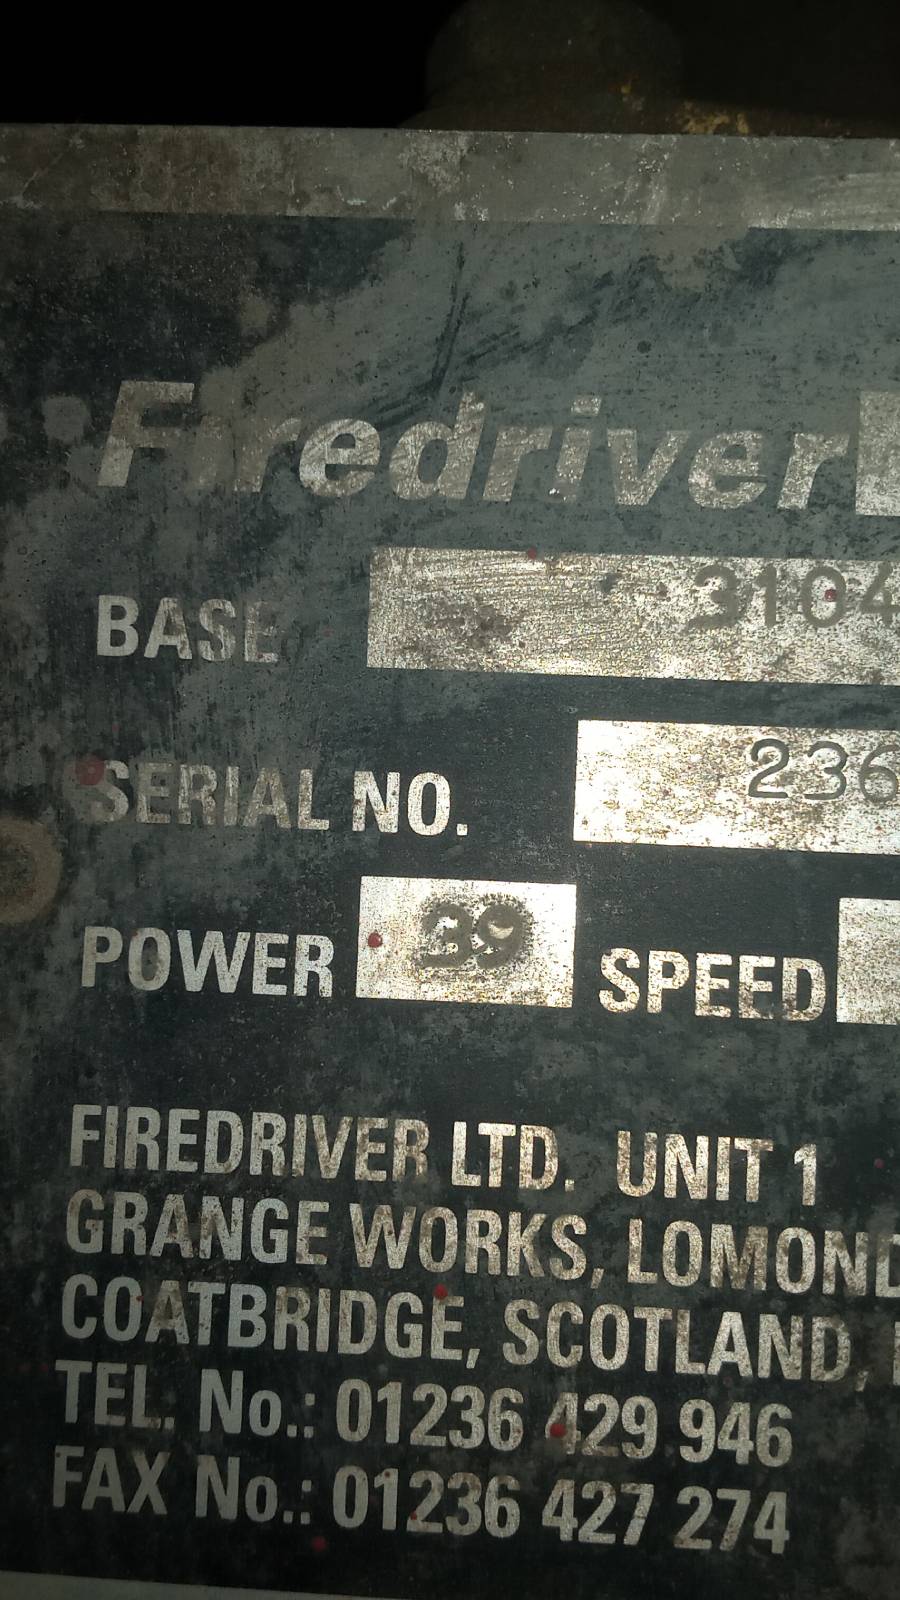 Firedriver
BASE 3104
SERIAL NO. 236
POWER 39 SPEED
FIREDRIVER LTD. UNIT 1
GRANGE WORKS, LOMOND
COATBRIDGE, SCOTLAND,
TEL. No.: 01236 429 946
FAX No.: 01236 427 274